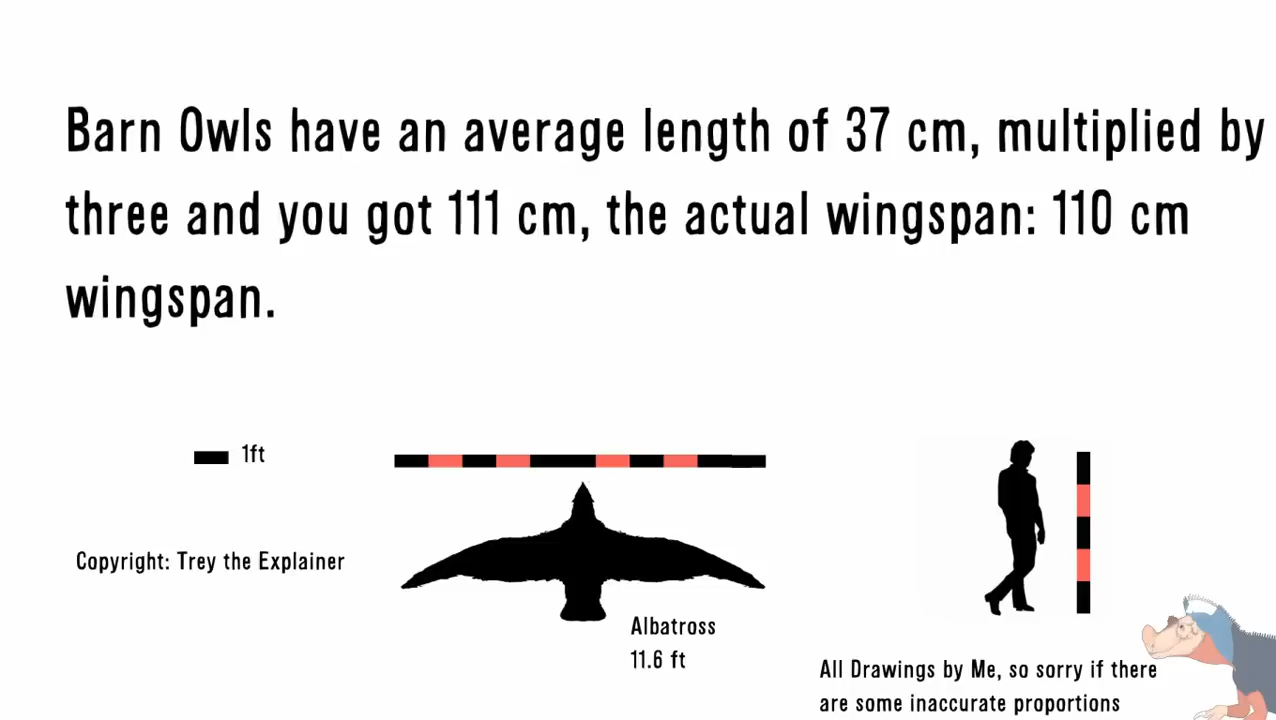 Barn Owls have an average length of 37 cm, multiplied by
three and you got 111 cm, the actual wingspan: 110 cm
wingspan.
1ft
Copyright: Trey the Explainer
Albatross
11.6 ft
All Drawings by Me, so sorry if there
are some inaccurate proportions